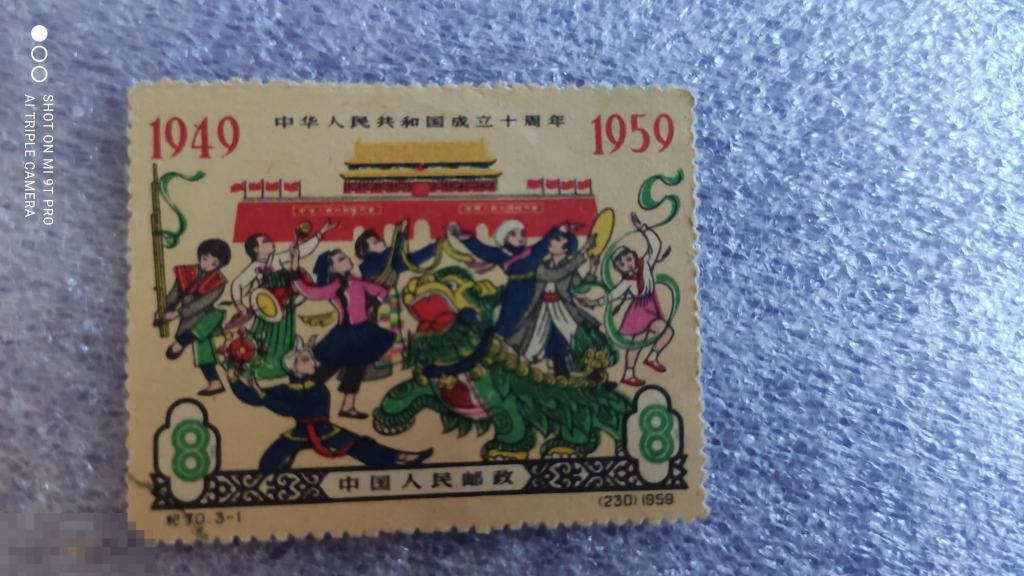 1949 中华人民共和国成立十周年 1959
8 8
中国人民邮政
纪70.3-1 (230)1959
SHOT ON MI 9T PRO
AI TRIPLE CAMERA